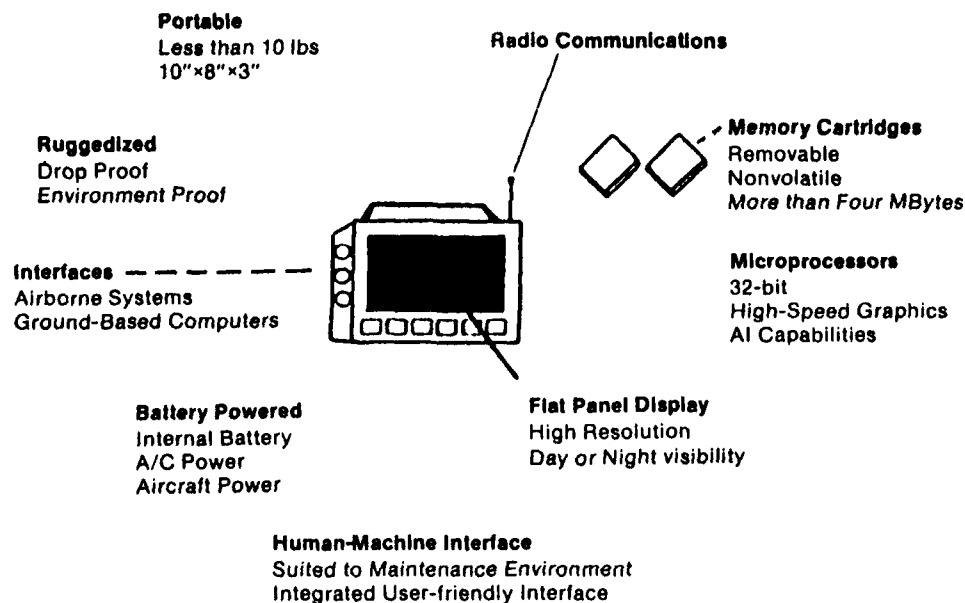 Portable
Less than 10 lbs
10"×8"×3"
Radio Communications
Memory Cartridges
Removable
Nonvolatile
More than Four MBytes
Ruggedized
Drop Proof
Environment Proof
Interfaces
Airborne Systems
Ground-Based Computers
Microprocessors
32-bit
High-Speed Graphics
AI Capabilities
Battery Powered
Internal Battery
A/C Power
Aircraft Power
Flat Panel Display
High Resolution
Day or Night visibility
Human-Machine Interface
Suited to Maintenance Environment
Integrated User-friendly Interface